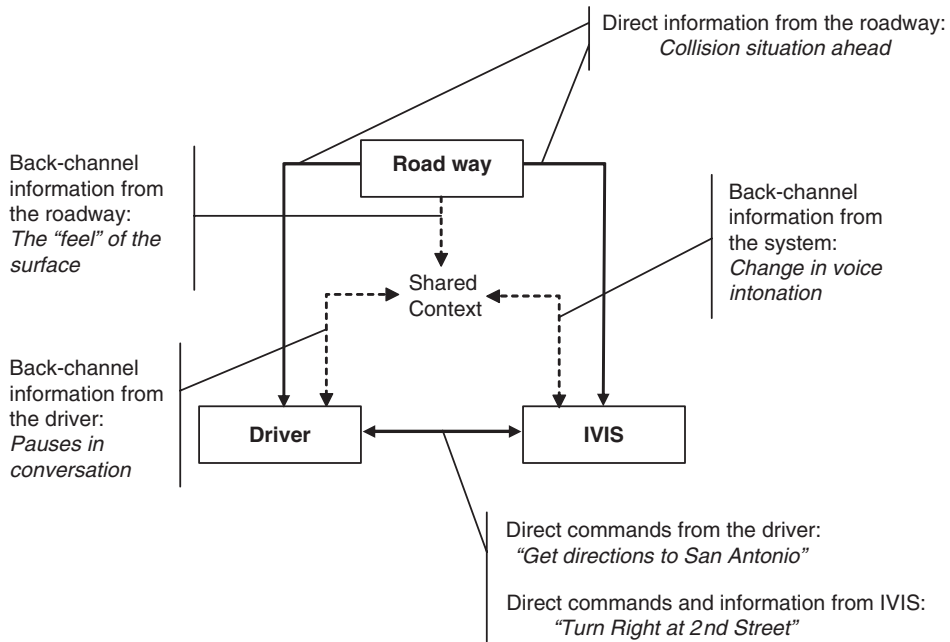 Direct information from the roadway:
Collision situation ahead
Back-channel
information from
the roadway:
The “feel” of the
surface
Road way
Back-channel
information from
the system:
Change in voice
intonation
Shared
Context
Back-channel
information from
the driver:
Pauses in
conversation
Driver
IVIS
Direct commands from the driver:
“Get directions to San Antonio”
Direct commands and information from IVIS:
“Turn Right at 2nd Street”